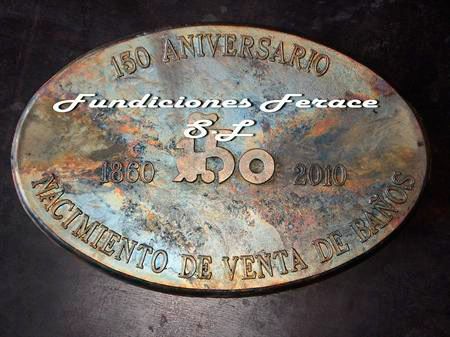 150 ANIVERSARIO
Fundiciones Ferace
S.L
1860
150
2010
NACIMIENTO DE VENTA DE BAÑOS